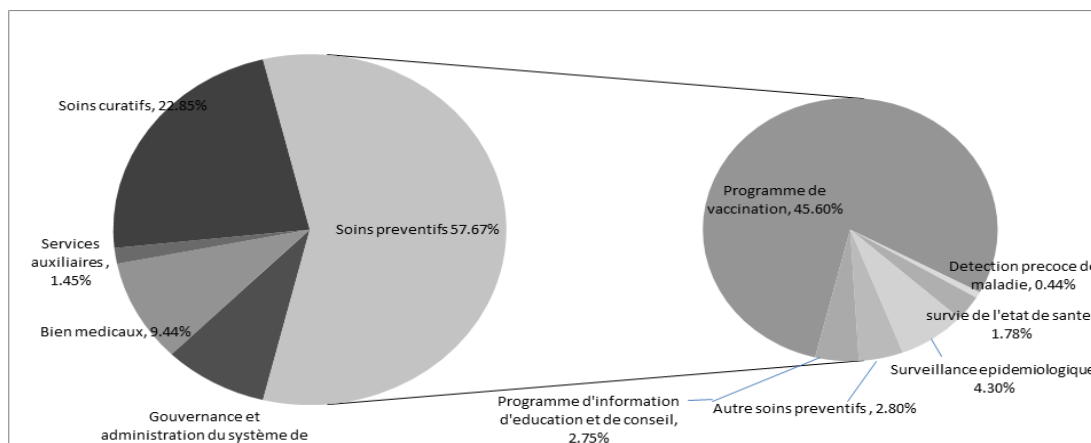 Soins curatifs, 22.85%
Soins preventifs 57.67%
Services
auxiliaires ,
1.45%
Bien medicaux, 9.44%
Gouvernance et
administration du système de
Programme de
vaccination, 45.60%
Detection precoce de
maladie, 0.44%
survie de l'etat de sante,
1.78%
Surveillance epidemiologique
4.30%
Autre soins preventifs , 2.80%
Programme d'information
d'education et de conseil,
2.75%